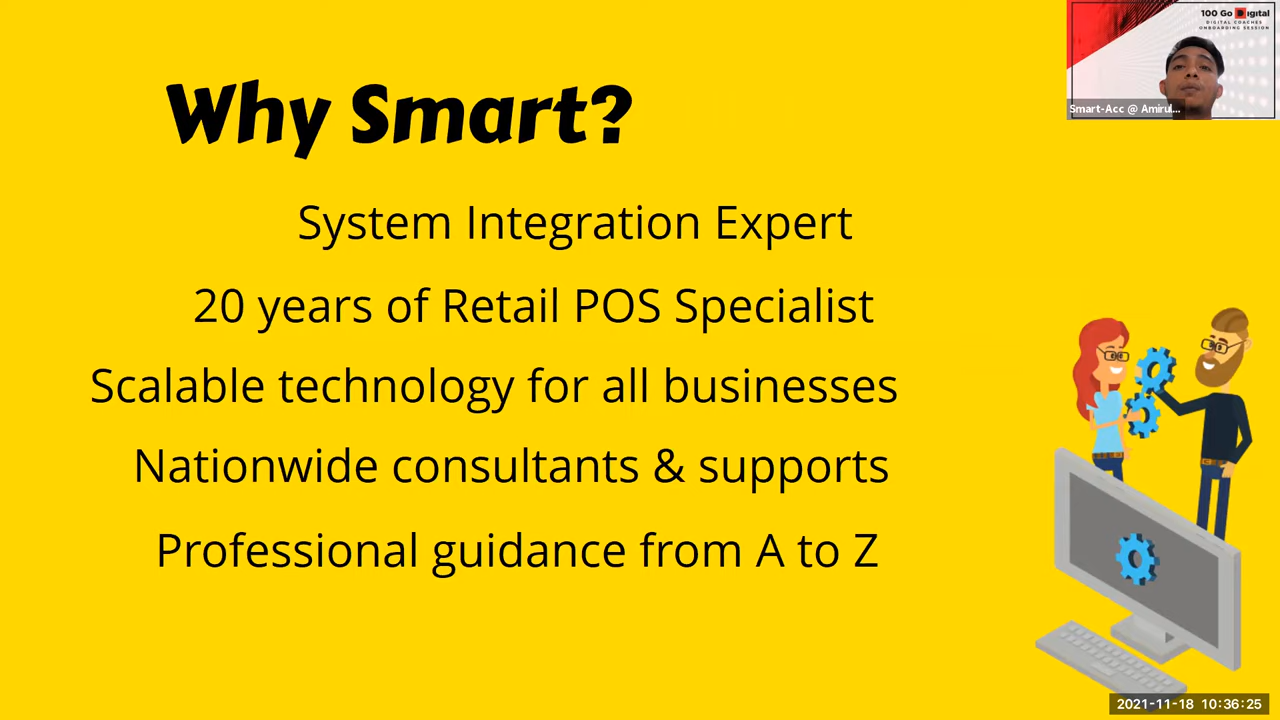 100 Go Digital
DIGITAL COACHES
ONBOARDING SESSION
Smart-Acc @ Amirul...
Why Smart?
System Integration Expert
20 years of Retail POS Specialist
Scalable technology for all businesses
Nationwide consultants & supports
Professional guidance from A to Z
2021-11-18 10:36:25